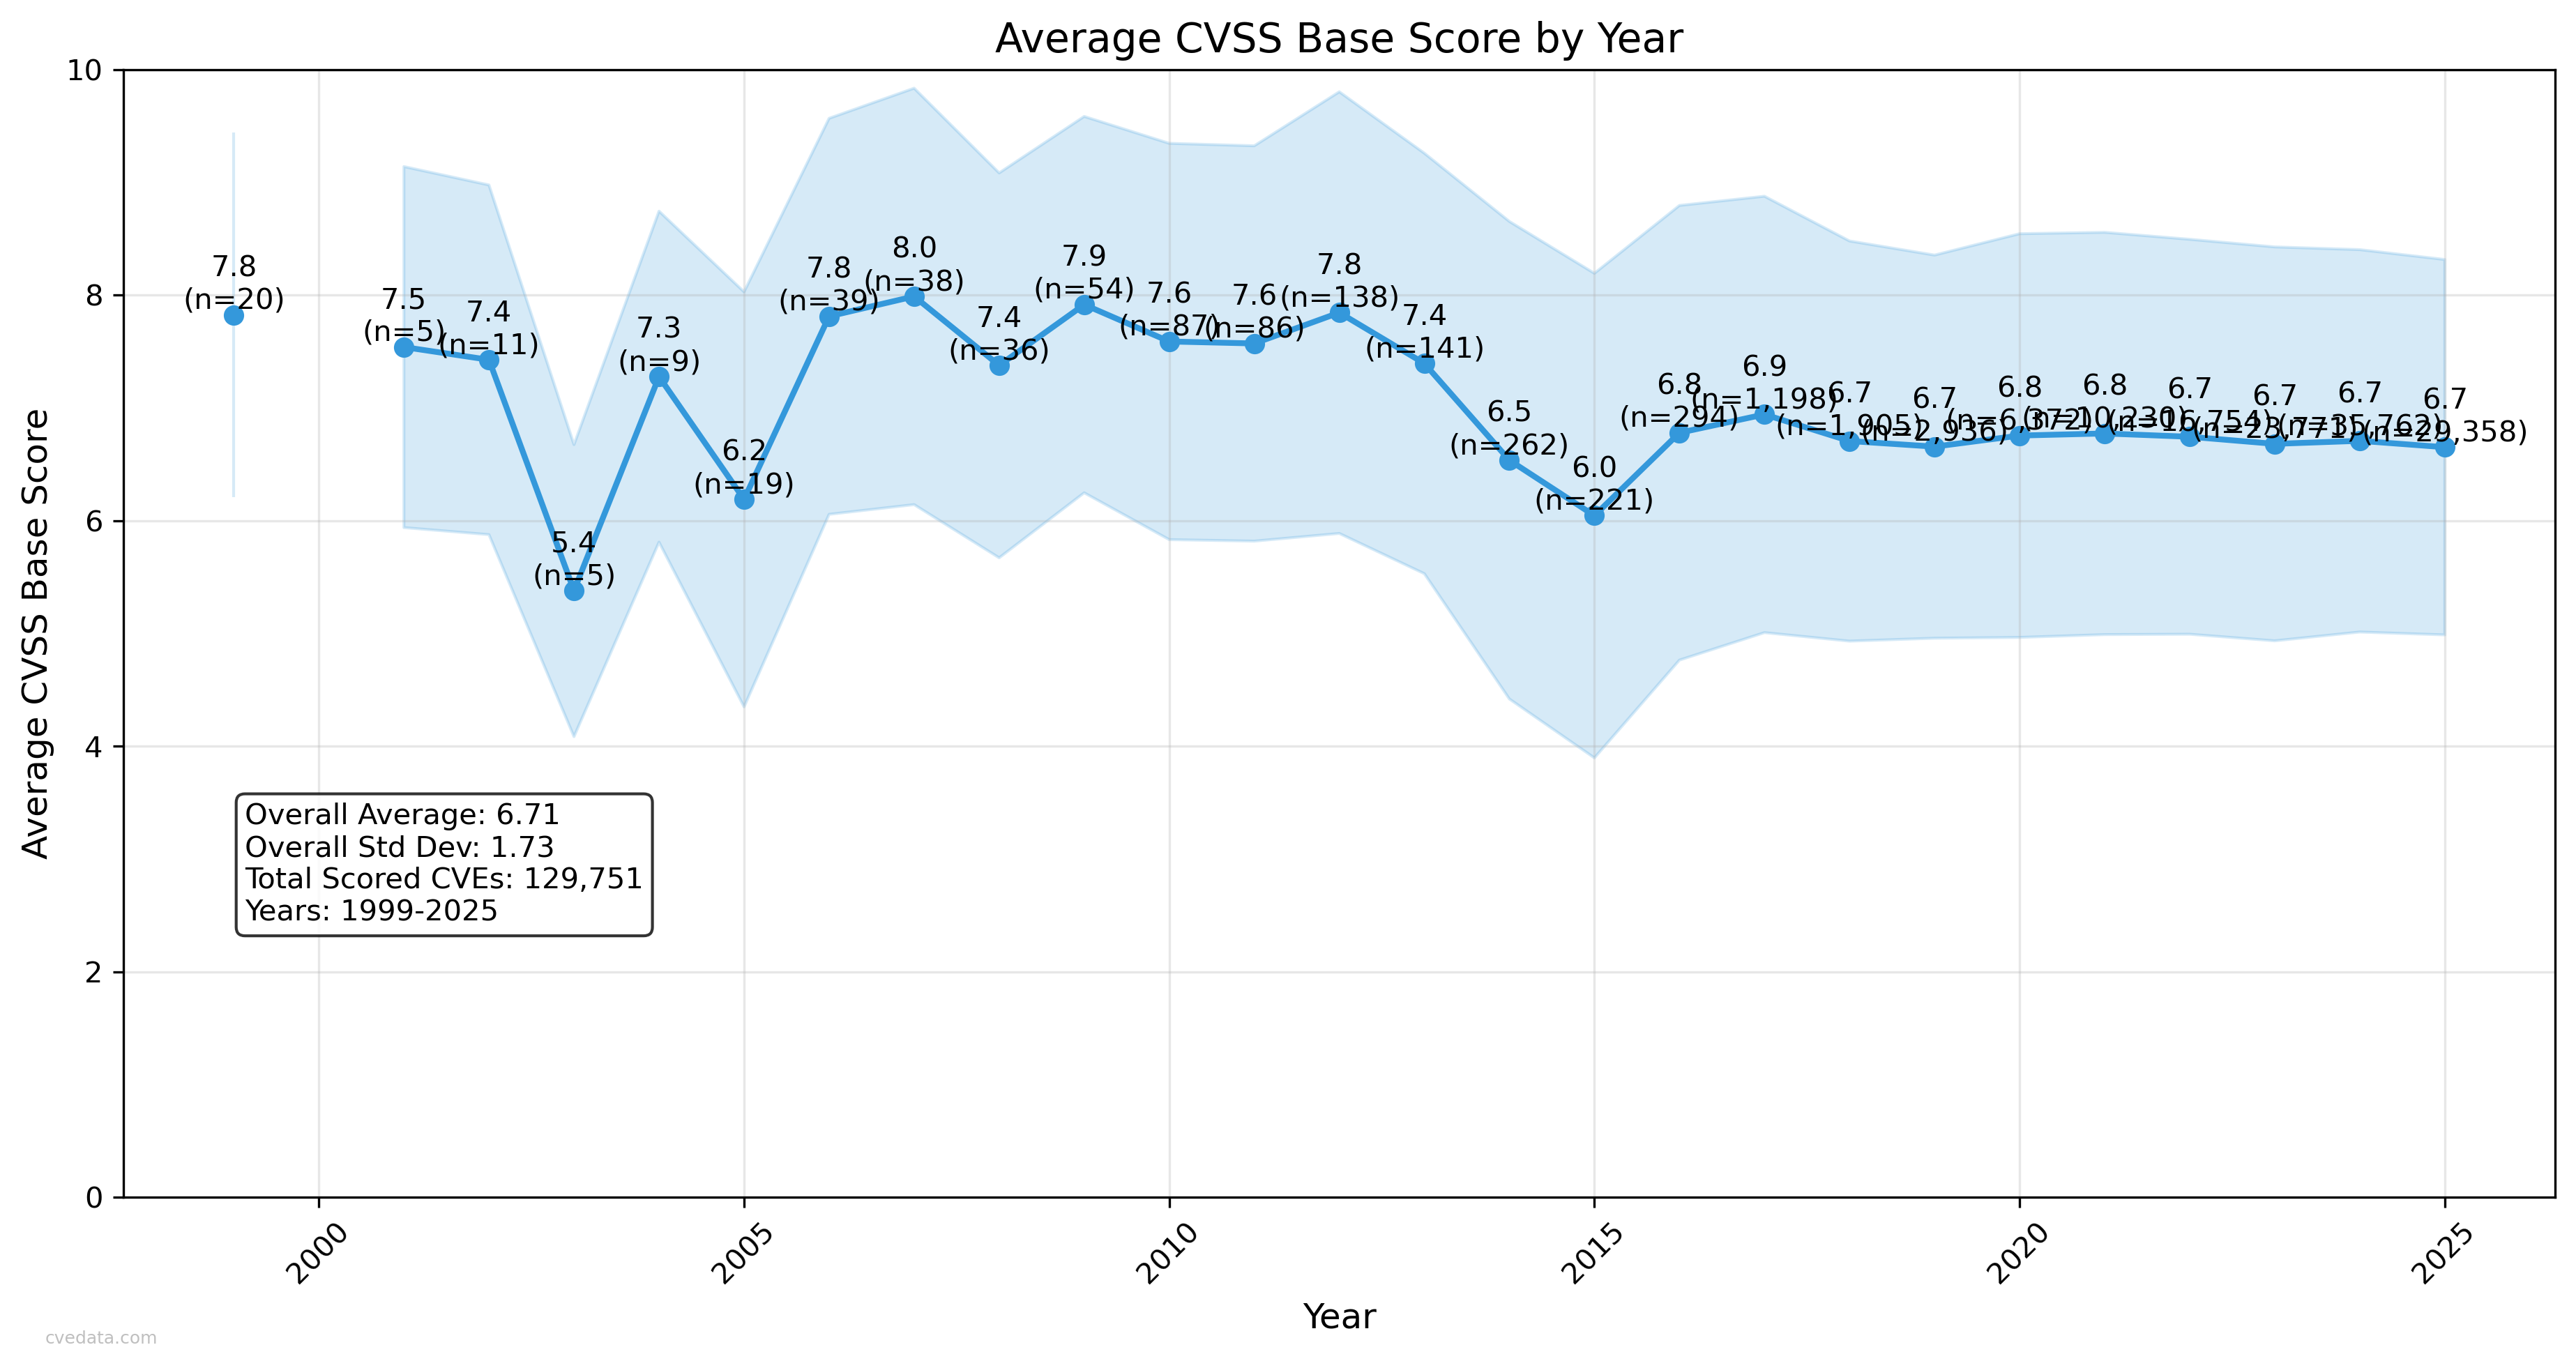 Average CVSS Base Score by Year
Average CVSS Base Score
10
8
6
4
2
0
7.8
(n=20)
7.5
(n=5)
7.4
(n=11)
5.4
(n=5)
7.3
(n=9)
6.2
(n=19)
7.8
(n=39)
8.0
(n=38)
7.4
(n=36)
7.9
(n=54)
7.6
(n=87)
7.6
(n=86)
7.8
(n=138)
7.4
(n=141)
6.5
(n=262)
6.0
(n=221)
6.8
(n=294)
6.9
(n=1,198)
6.7
(n=1,905)
6.7
(n=2,936)
6.8
(n=6,372)
6.8
(n=10,230)
6.7
(n=16,754)
6.7
(n=23,771)
6.7
(n=35,762)
6.7
(n=29,358)
Overall Average: 6.71
Overall Std Dev: 1.73
Total Scored CVEs: 129,751
Years: 1999-2025
2000
2005
2010
2015
2020
2025
Year
cvedata.com